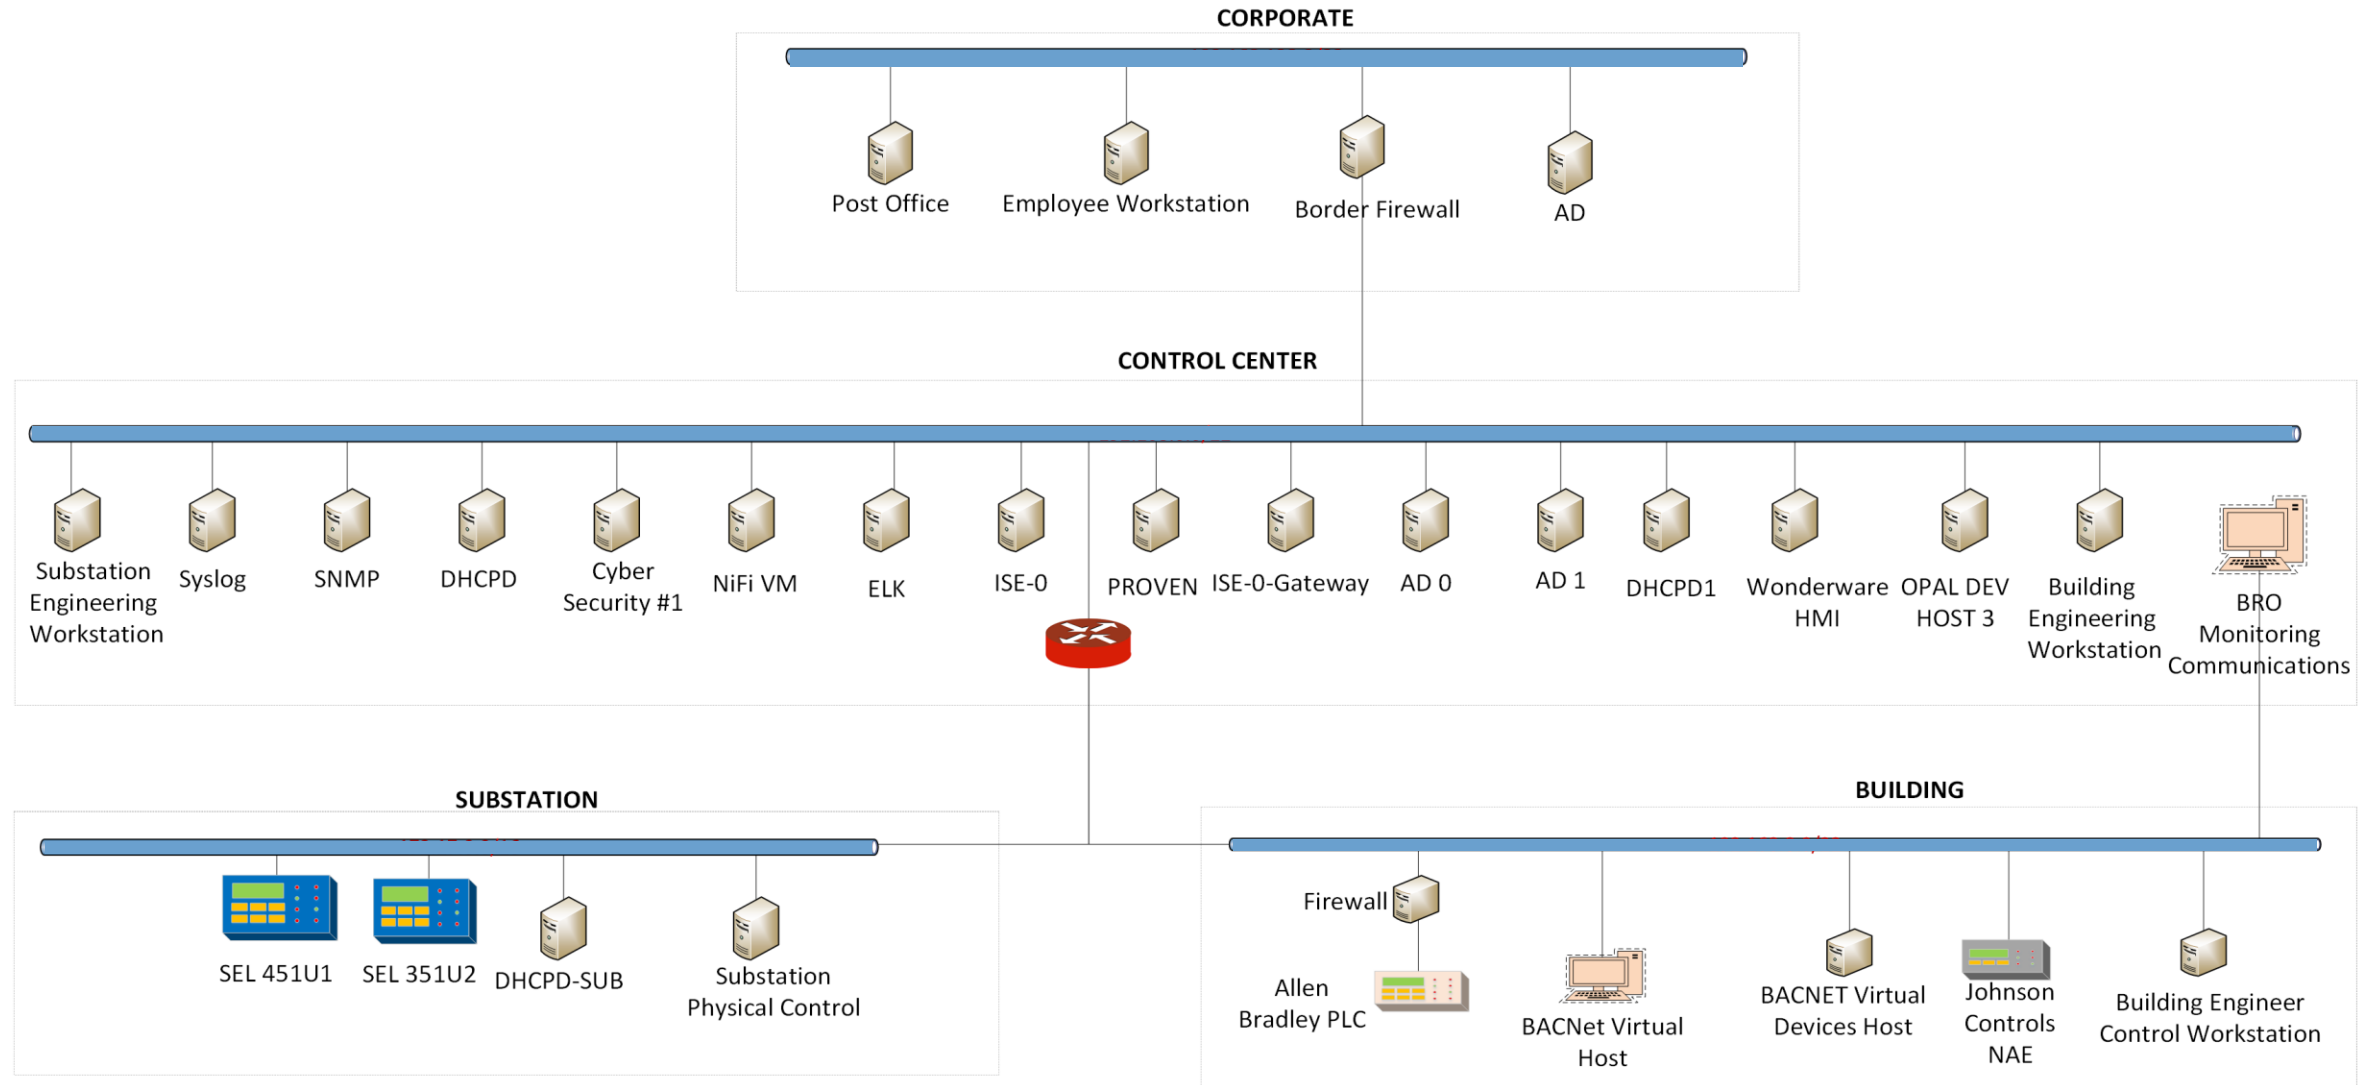 CORPORATE
Post Office
Employee Workstation
Border Firewall
AD
CONTROL CENTER
Substation
Engineering
Workstation
Syslog
SNMP
DHCPD
Cyber
Security #1
NiFi VM
ELK
ISE-0
PROVEN
ISE-0-Gateway
AD 0
AD 1
DHCPD1
Wonderware
HMI
OPAL DEV
HOST 3
Building
Engineering
Workstation
BRO
Monitoring
Communications
SUBSTATION
SEL 451U1
SEL 351U2
DHCPD-SUB
Substation
Physical Control
BUILDING
Firewall
Allen
Bradley PLC
BACNet Virtual
Host
BACNET Virtual
Devices Host
Johnson
Controls
NAE
Building Engineer
Control Workstation